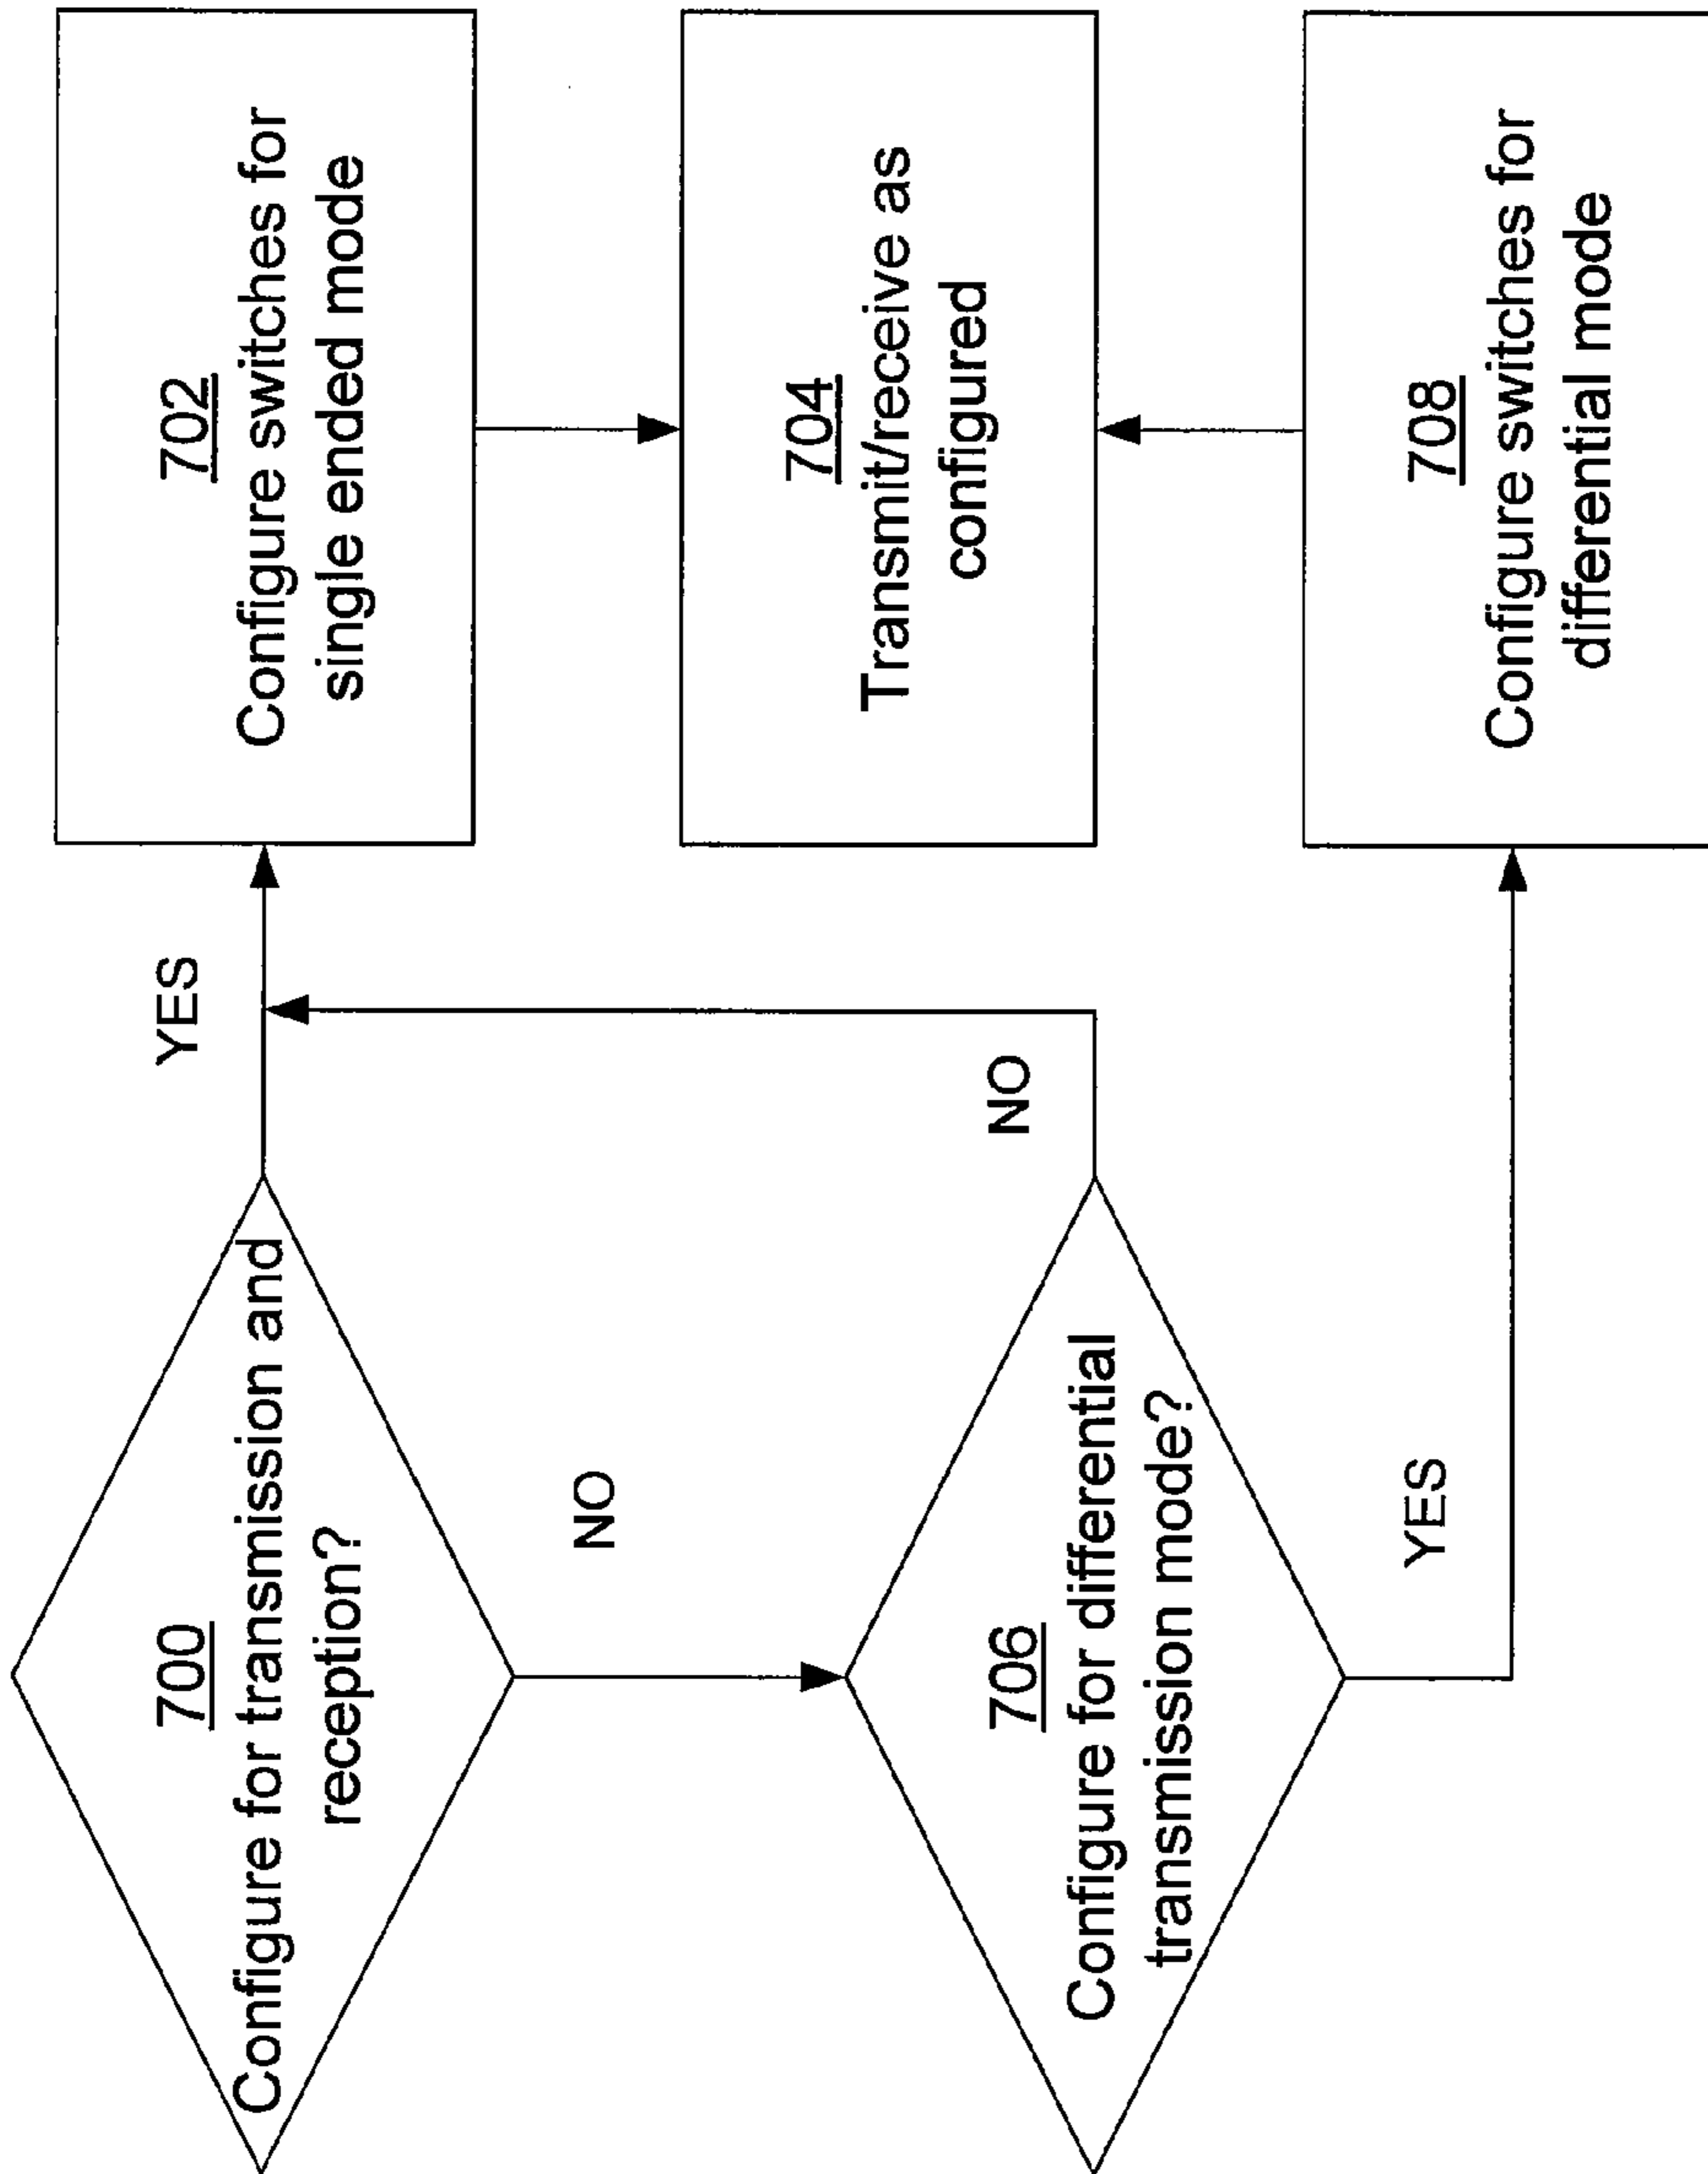 700
Configure for transmission and
reception?
YES
702
Configure switches for
single ended mode
NO
704
Transmit/receive as
configured
706
Configure for differential
transmission mode?
NO
YES
708
Configure switches for
differential mode